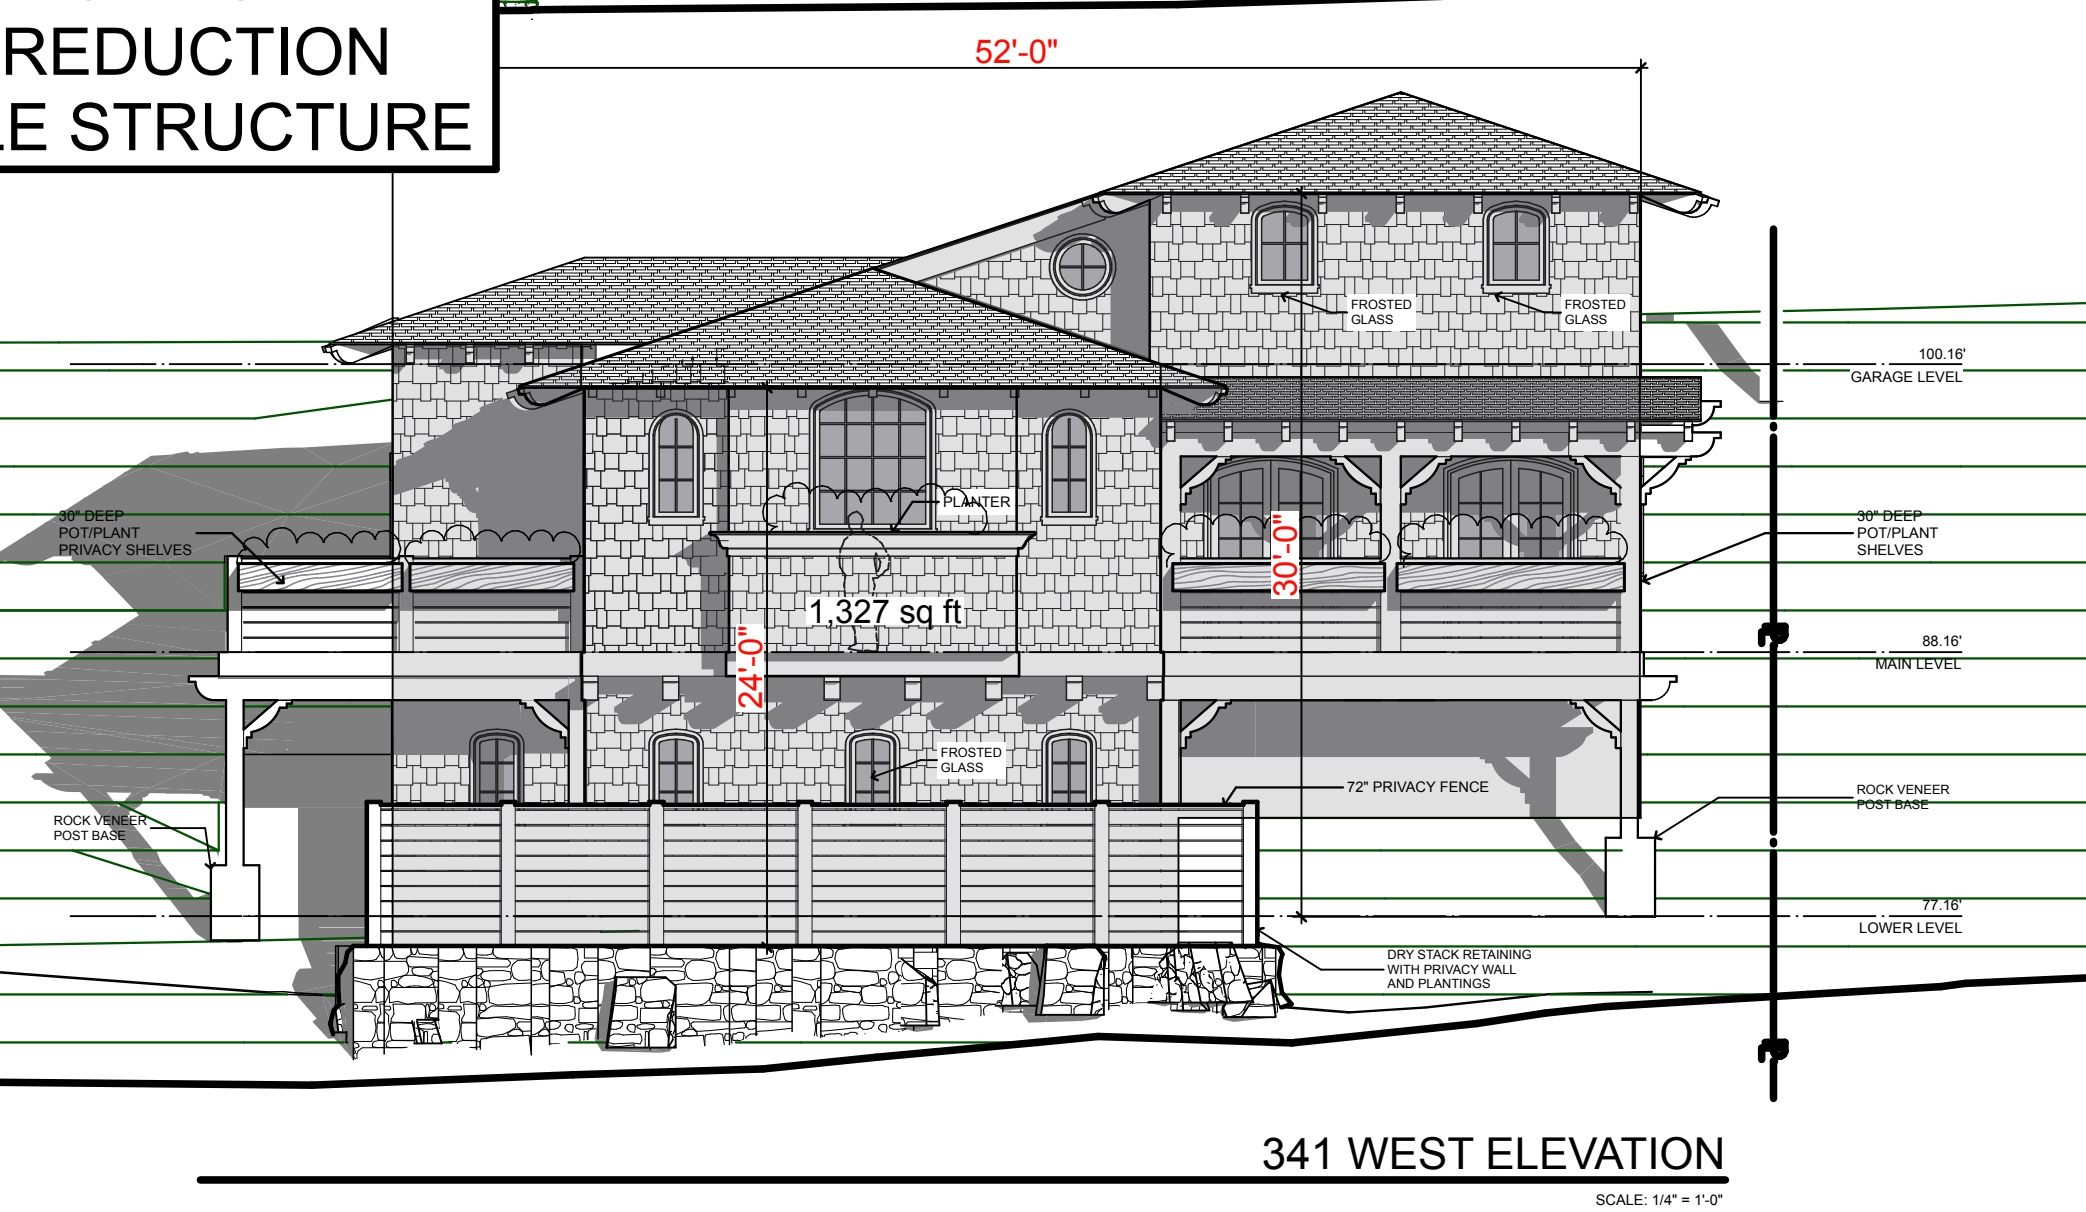 REDUCTION
LE STRUCTURE
52'-0"
FROSTED
GLASS
FROSTED
GLASS
100.16'
GARAGE LEVEL
30" DEEP
POT/PLANT
PRIVACY SHELVES
PLANTER
30'-0"
30" DEEP
POT/PLANT
SHELVES
1,327 sq ft
24'-0"
88.16'
MAIN LEVEL
FROSTED
GLASS
72" PRIVACY FENCE
ROCK VENEER
POST BASE
ROCK VENEER
POST BASE
77.16'
LOWER LEVEL
DRY STACK RETAINING
WITH PRIVACY WALL
AND PLANTINGS
341 WEST ELEVATION
SCALE: 1/4" = 1'-0"